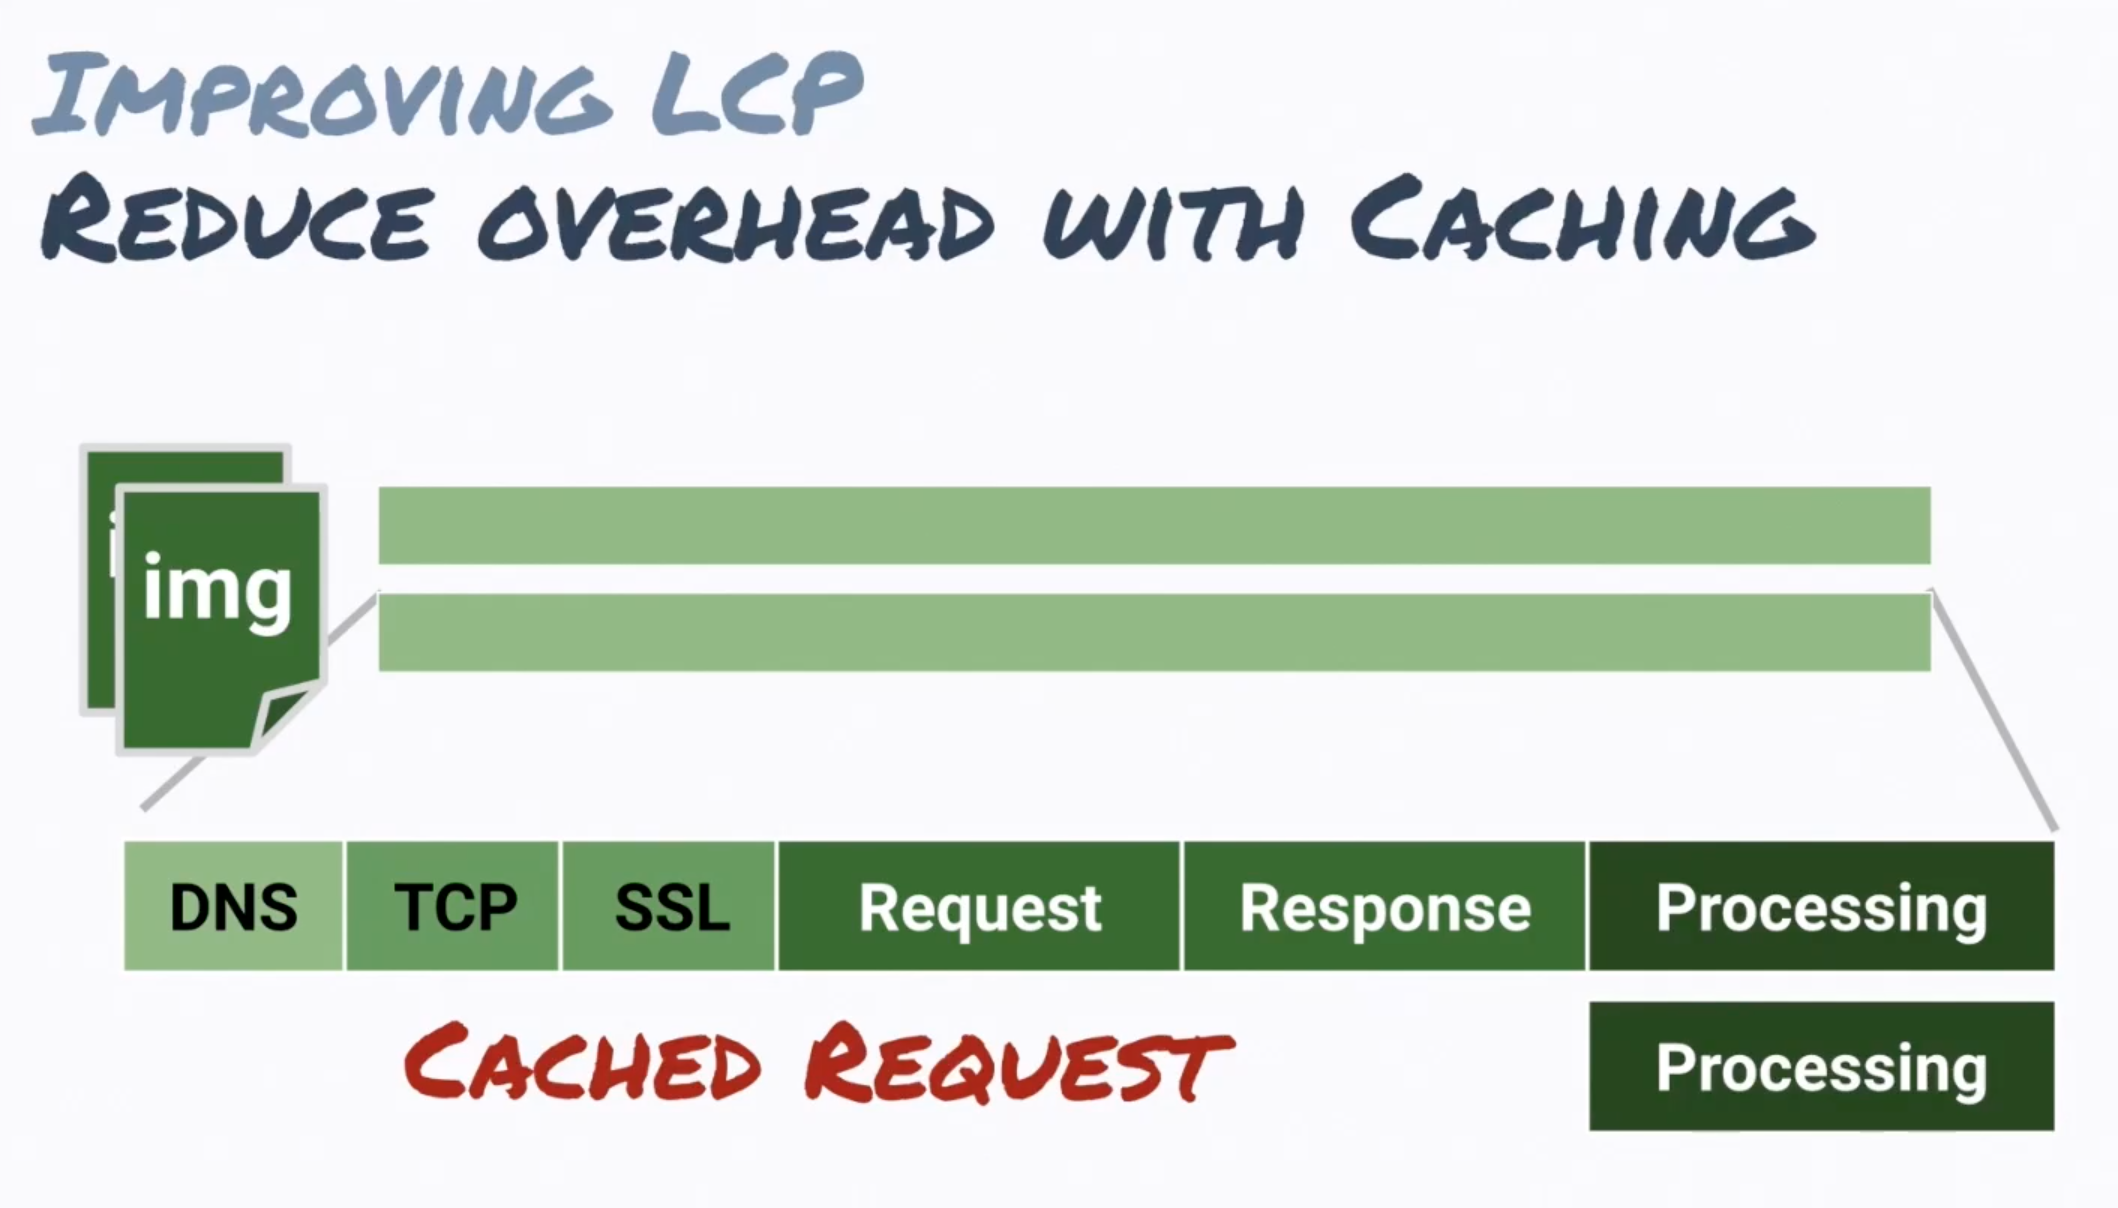 Improving LCP
Reduce overhead with Caching
i
img
DNS TCP SSL Request Response Processing
Cached Request Processing